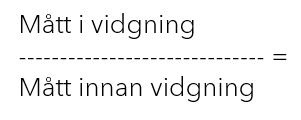 Mått i vidgning
------------------------------ =
Mått innan vidgning